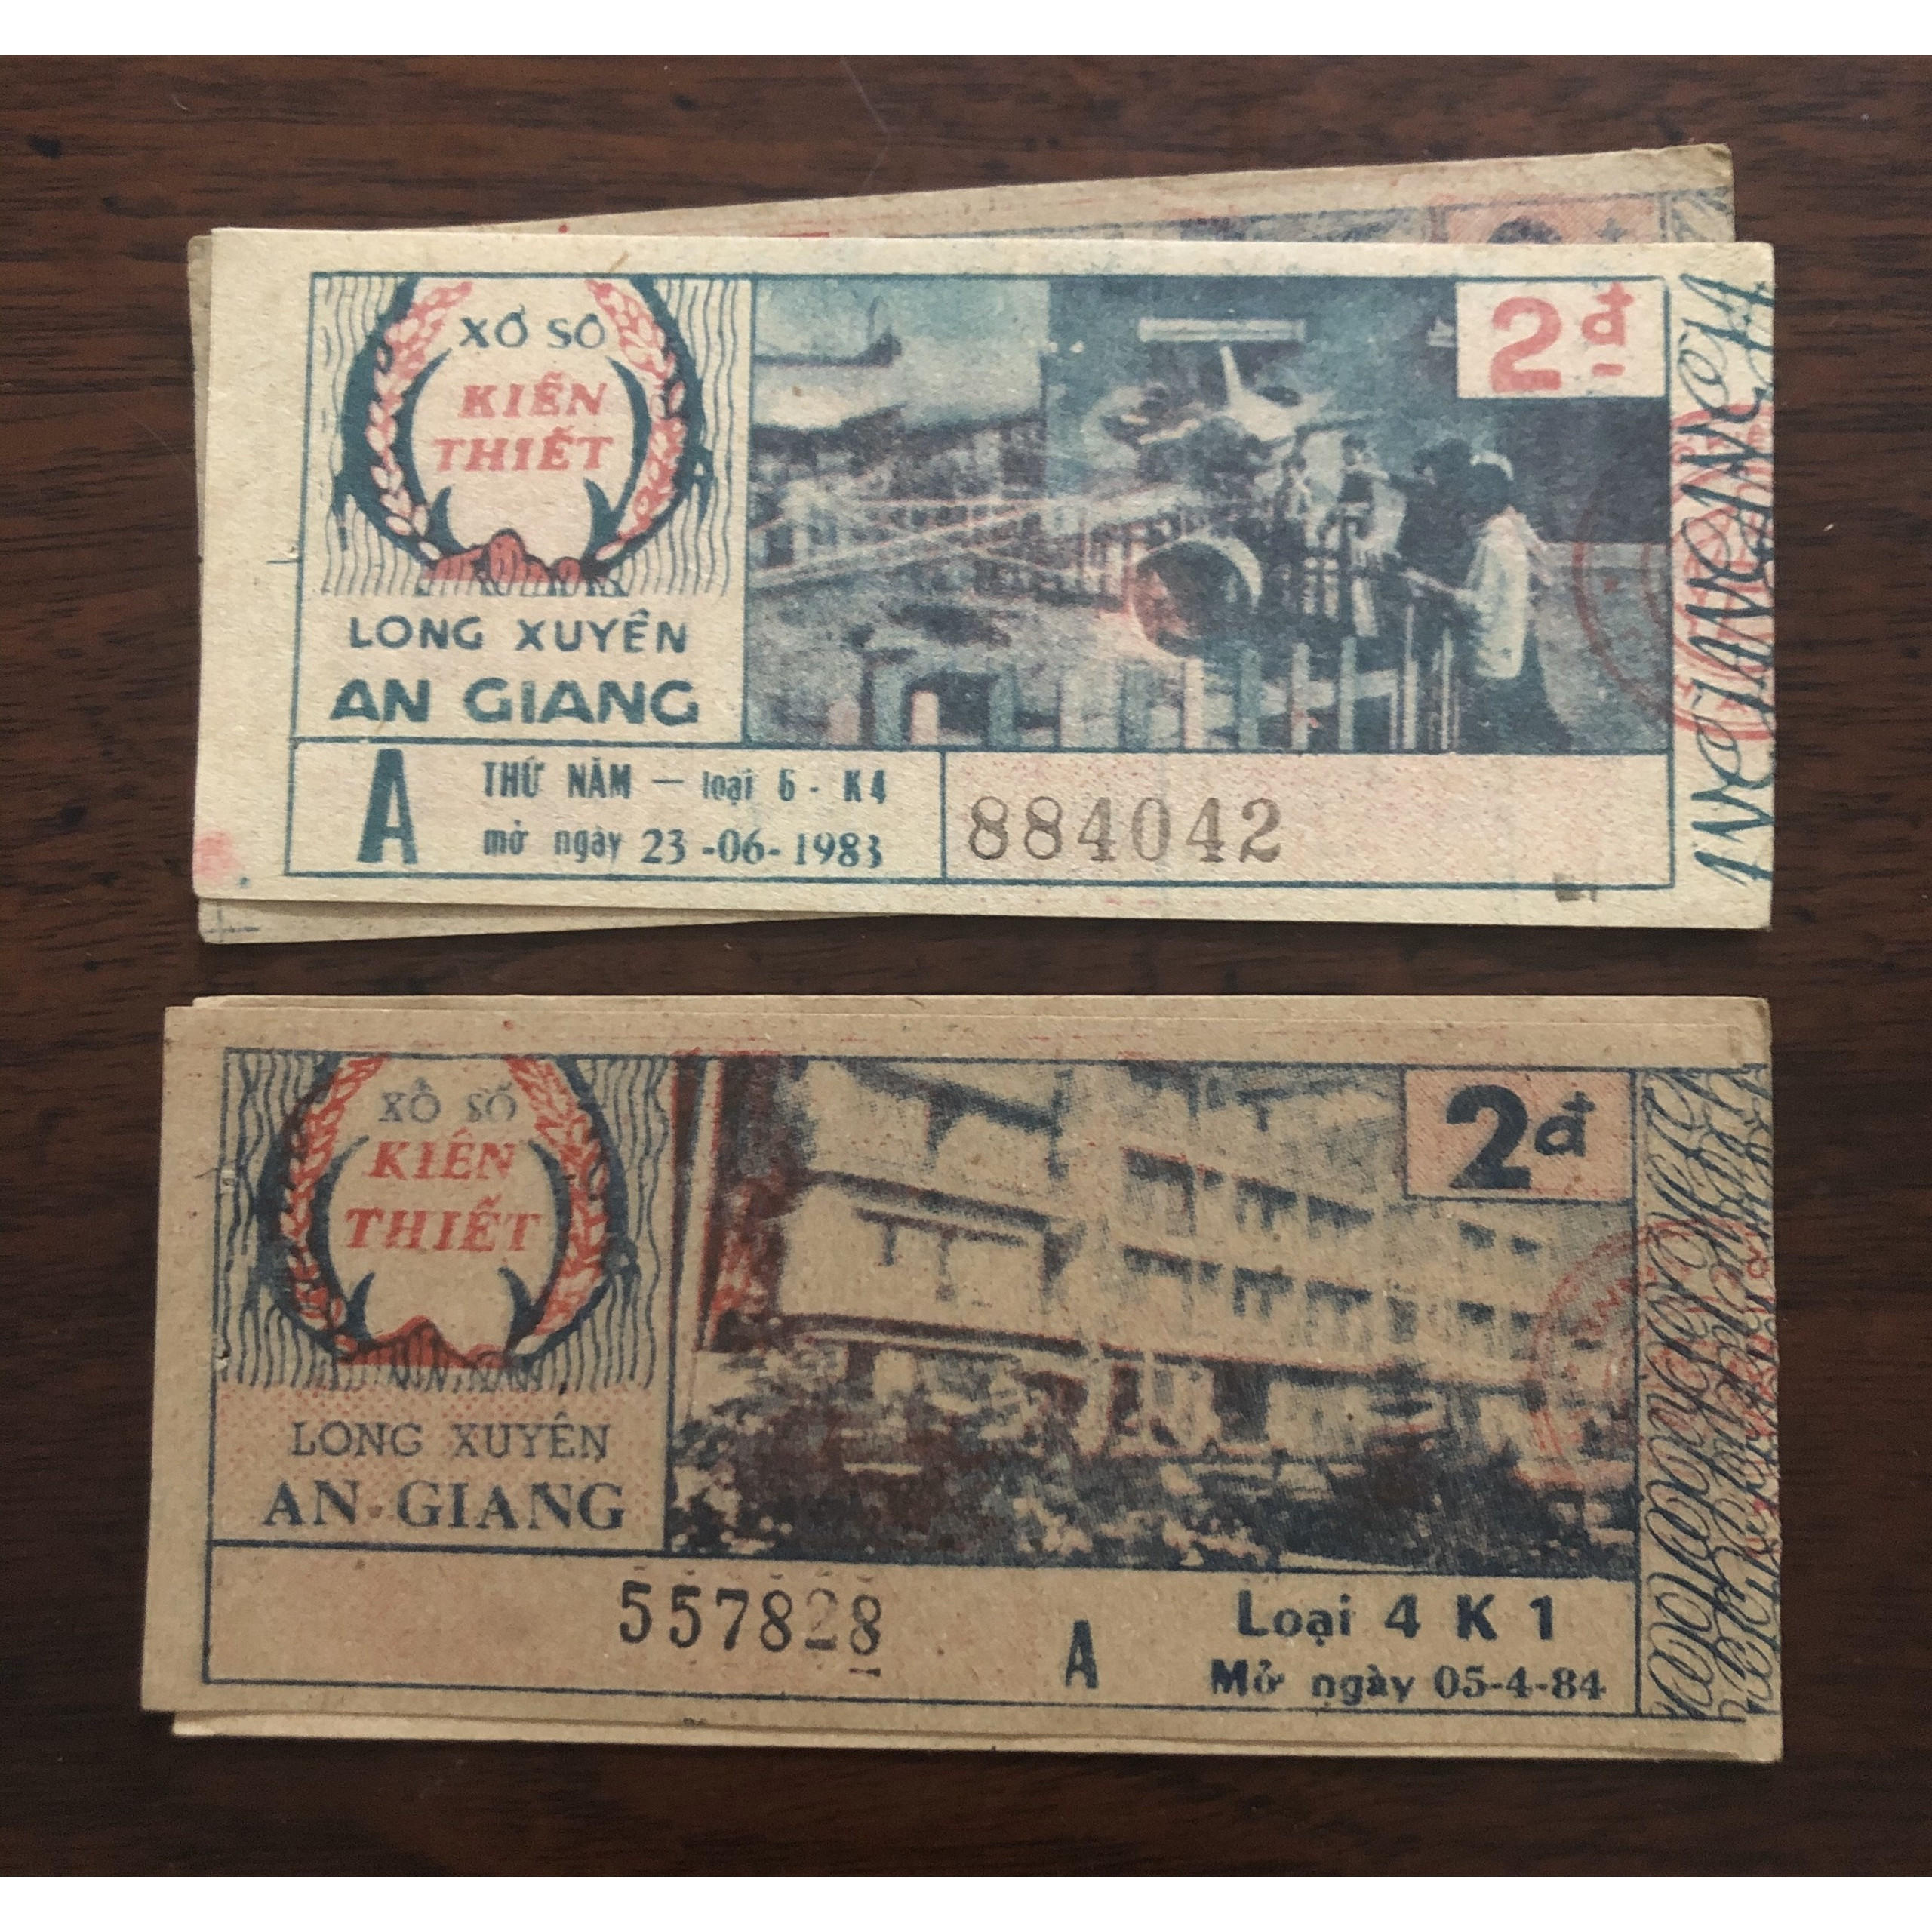 XỔ SỐ
KIẾN
THIẾT
LONG XUYÊN
AN GIANG
2đ
A
THỨ NĂM — loại 6 - K4
mở ngày 23-06-1983
884042
XỔ SỐ
KIẾN
THIẾT
LONG XUYÊN
AN GIANG
2đ
557828
A
Loại 4 K 1
Mở ngày 05-4-84